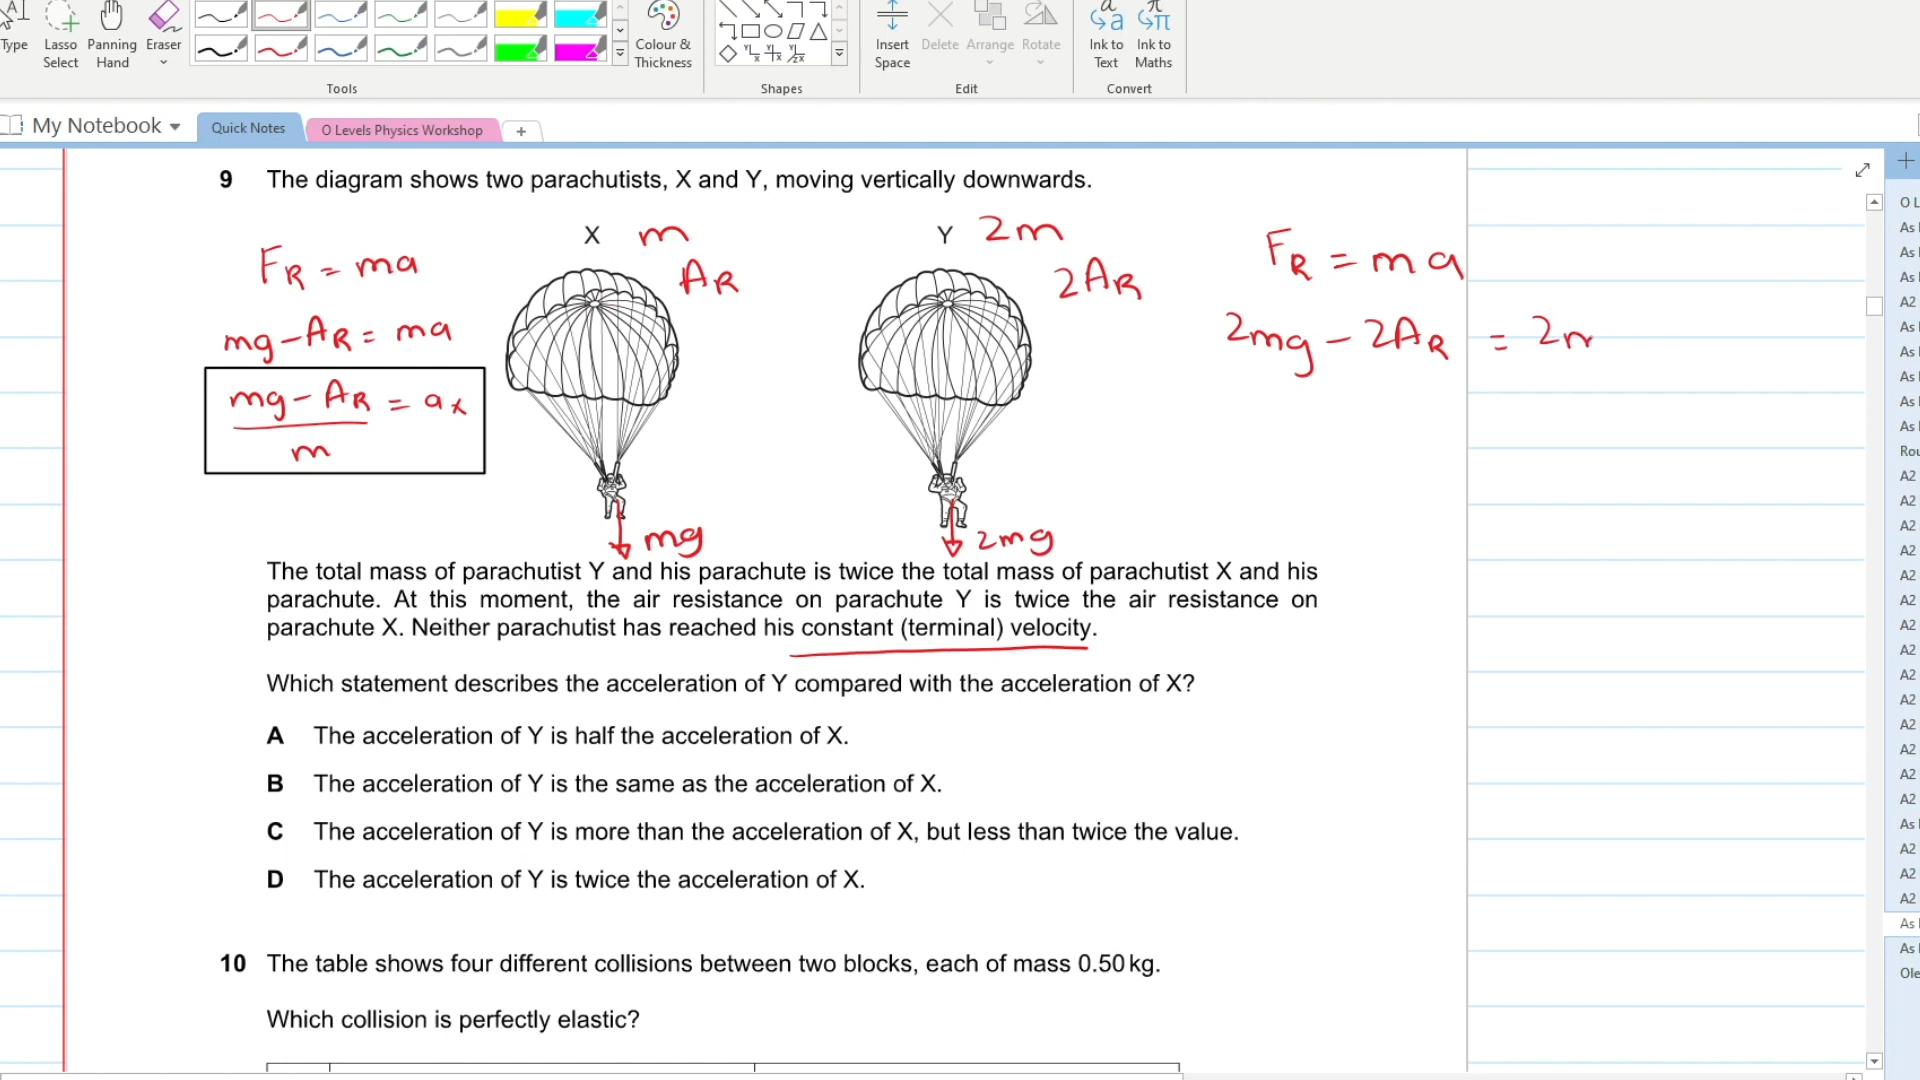 Type
Lasso Select
Panning Hand
Eraser
Colour & Thickness
Insert Space
Delete
Arrange
Rotate
Ink to Text
Ink to Maths
Tools
Shapes
Edit
Convert
My Notebook
Quick Notes
O Levels Physics Workshop
+
9 The diagram shows two parachutists, X and Y, moving vertically downwards.
X m
Y 2m
AR
2AR
FR = ma
mg - AR = ma
mg - AR = ax
m
FR = ma
2mg - 2AR = 2m
mg
2mg
The total mass of parachutist Y and his parachute is twice the total mass of parachutist X and his
parachute. At this moment, the air resistance on parachute Y is twice the air resistance on
parachute X. Neither parachutist has reached his constant (terminal) velocity.
Which statement describes the acceleration of Y compared with the acceleration of X?
A The acceleration of Y is half the acceleration of X.
B The acceleration of Y is the same as the acceleration of X.
C The acceleration of Y is more than the acceleration of X, but less than twice the value.
D The acceleration of Y is twice the acceleration of X.
10 The table shows four different collisions between two blocks, each of mass 0.50 kg.
Which collision is perfectly elastic?